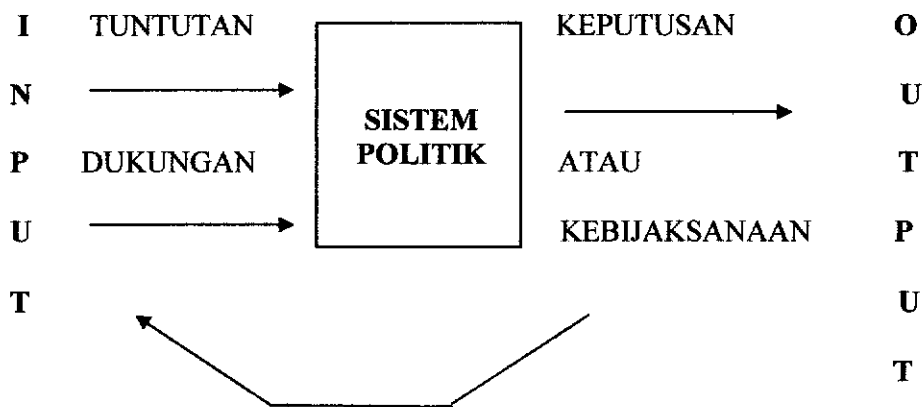 I TUNTUTAN KEPUTUSAN O
N U
SISTEM
P DUKUNGAN POLITIK ATAU T
U KEBIJAKSANAAN P
T U
T